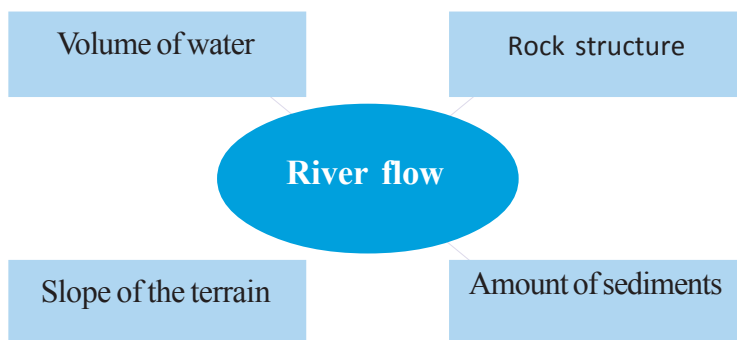 Volume of water
Rock structure
River flow
Slope of the terrain
Amount of sediments